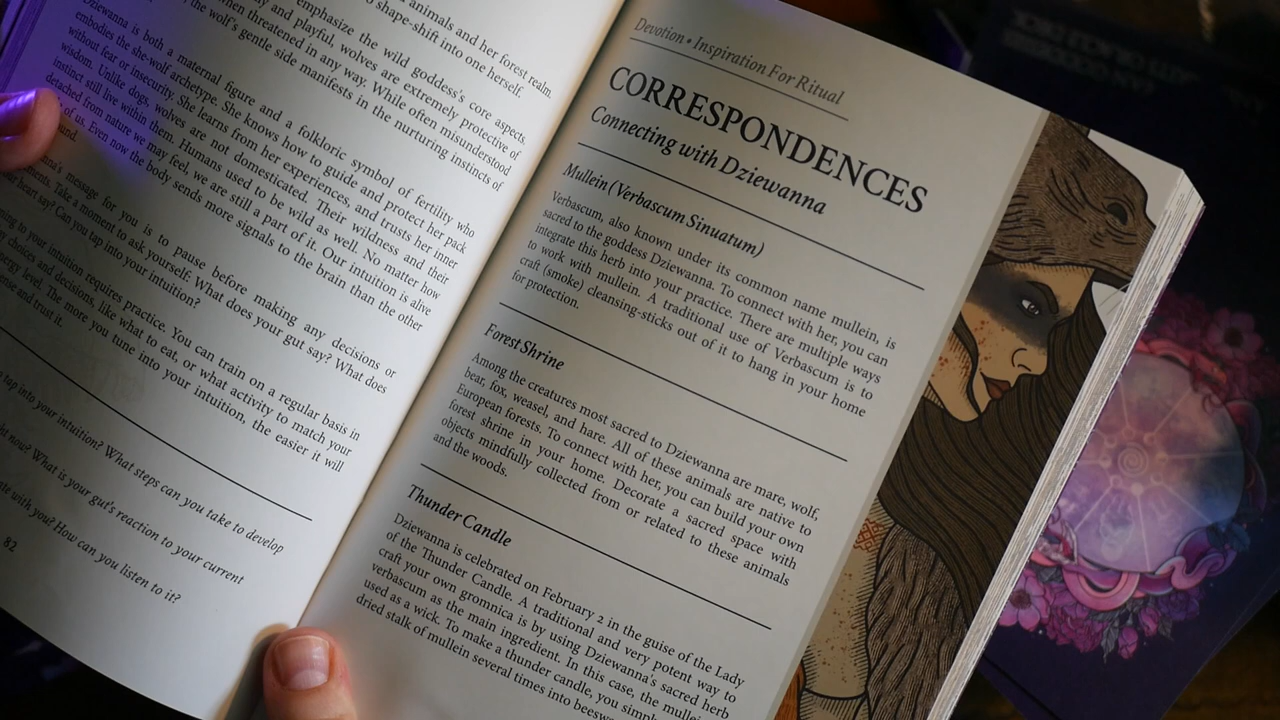 animals and her forest realm.
to shape-shift into one herself.
emphasize the wild goddess's core aspects.
and playful, wolves are extremely protective of
when threatened in any way. While often misunderstood
the wolf's gentle side manifests in the nurturing instincts of
Dziewanna is both a maternal figure and a folkloric symbol of fertility who
embodies the she-wolf archetype. She knows how to guide and protect her pack
without fear or insecurity. She learns from her experiences, and trusts her inner
wisdom. Unlike dogs, wolves are not domesticated. Their wildness and their
instinct still live within them. Humans used to be wild as well. No matter how
detached from nature we may feel, we are still a part of it. Our intuition is alive
of us. Even now the body sends more signals to the brain than the other
message for you is to pause before making any decisions or
Take a moment to ask yourself. What does your gut say? What does
heart say? Can you tap into your intuition?
to your intuition requires practice. You can train on a regular basis in
choices and decisions, like what to eat, or what activity to match your
level. The more you tune into your intuition, the easier it will
and trust it.
tap into your intuition? What steps can you take to develop
now? What is your gut's reaction to your current
with you? How can you listen to it?
82
Devotion • Inspiration For Ritual
CORRESPONDENCES
Connecting with Dziewanna
Mullein (Verbascum Sinuatum)
Verbascum, also known under its common name mullein, is
sacred to the goddess Dziewanna. To connect with her, you can
integrate this herb into your practice. There are multiple ways
to work with mullein. A traditional use of Verbascum is to
craft (smoke) cleansing-sticks out of it to hang in your home
for protection.
Forest Shrine
Among the creatures most sacred to Dziewanna are mare, wolf,
bear, fox, weasel, and hare. All of these animals are native to
European forests. To connect with her, you can build your own
forest shrine in your home. Decorate a sacred space with
objects mindfully collected from or related to these animals
and the woods.
Thunder Candle
Dziewanna is celebrated on February 2 in the guise of the Lady
of the Thunder Candle. A traditional and very potent way to
craft your own gromnica is by using Dziewanna's sacred herb
verbascum as the main ingredient. In this case, the mullein
used as a wick. To make a thunder candle, you simply
dried stalk of mullein several times into